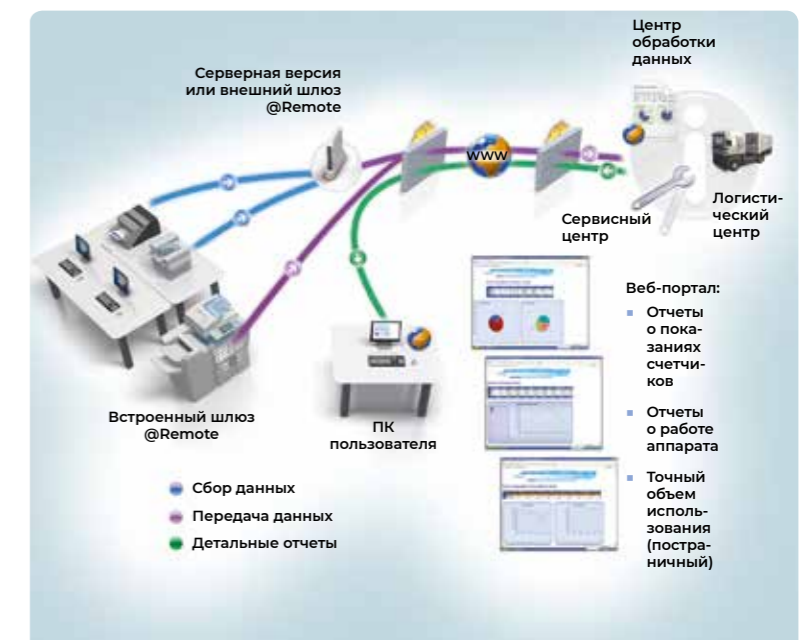 Центр
обработки
данных
Серверная версия
или внешний шлюз
@Remote
www
Сервисный
центр
Логисти-
ческий
центр
Встроенный шлюз
@Remote
ПК
пользователя
Веб-портал:
Отчеты
о пока-
заниях
счетчи-
ков
Отчеты
о работе
аппарата
Точный
объем
исполь-
зования
(постра-
ничный)
Сбор данных
Передача данных
Детальные отчеты